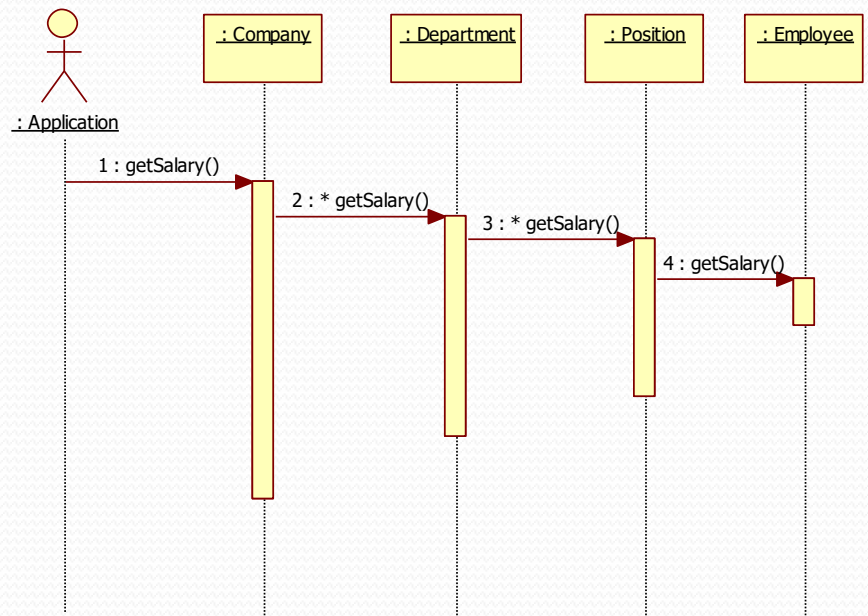 : Company
: Department
: Position
: Employee
: Application
1 : getSalary()
2 : * getSalary()
3 : * getSalary()
4 : getSalary()